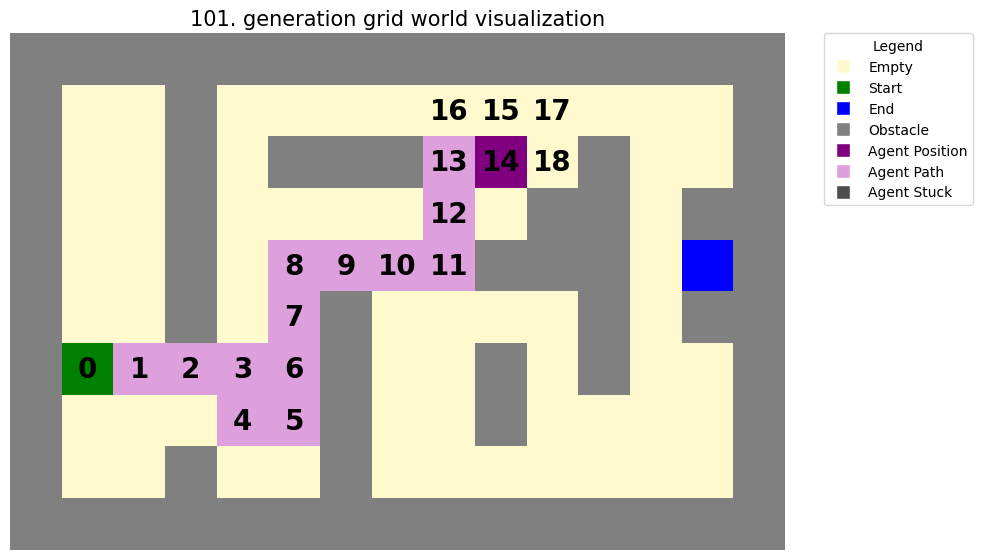 101. generation grid world visualization
16 15 17
13 14 18
12
8 9 10 11
7
0 1 2 3 6
4 5
Legend
Empty
Start
End
Obstacle
Agent Position
Agent Path
Agent Stuck